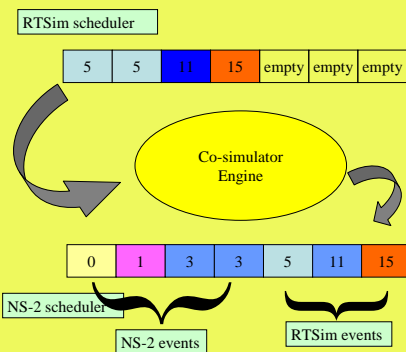 RTSim scheduler
5 5 11 15 empty empty empty
Co-simulator
Engine
0 1 3 3 5 11 15
NS-2 scheduler
NS-2 events
RTSim events